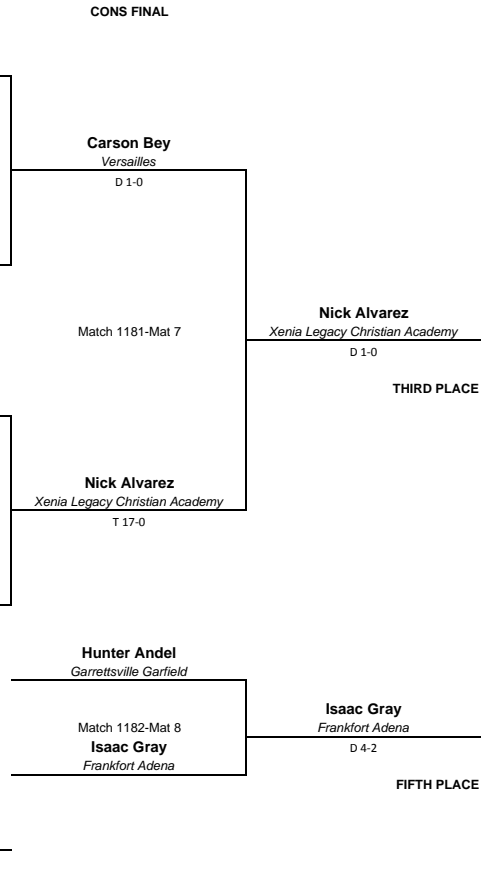 CONS FINAL
Carson Bey
Versailles
D 1-0
Match 1181-Mat 7
Nick Alvarez
Xenia Legacy Christian Academy
D 1-0
THIRD PLACE
Nick Alvarez
Xenia Legacy Christian Academy
T 17-0
Hunter Andel
Garrettsville Garfield
Match 1182-Mat 8
Isaac Gray
Frankfort Adena
Isaac Gray
Frankfort Adena
D 4-2
FIFTH PLACE